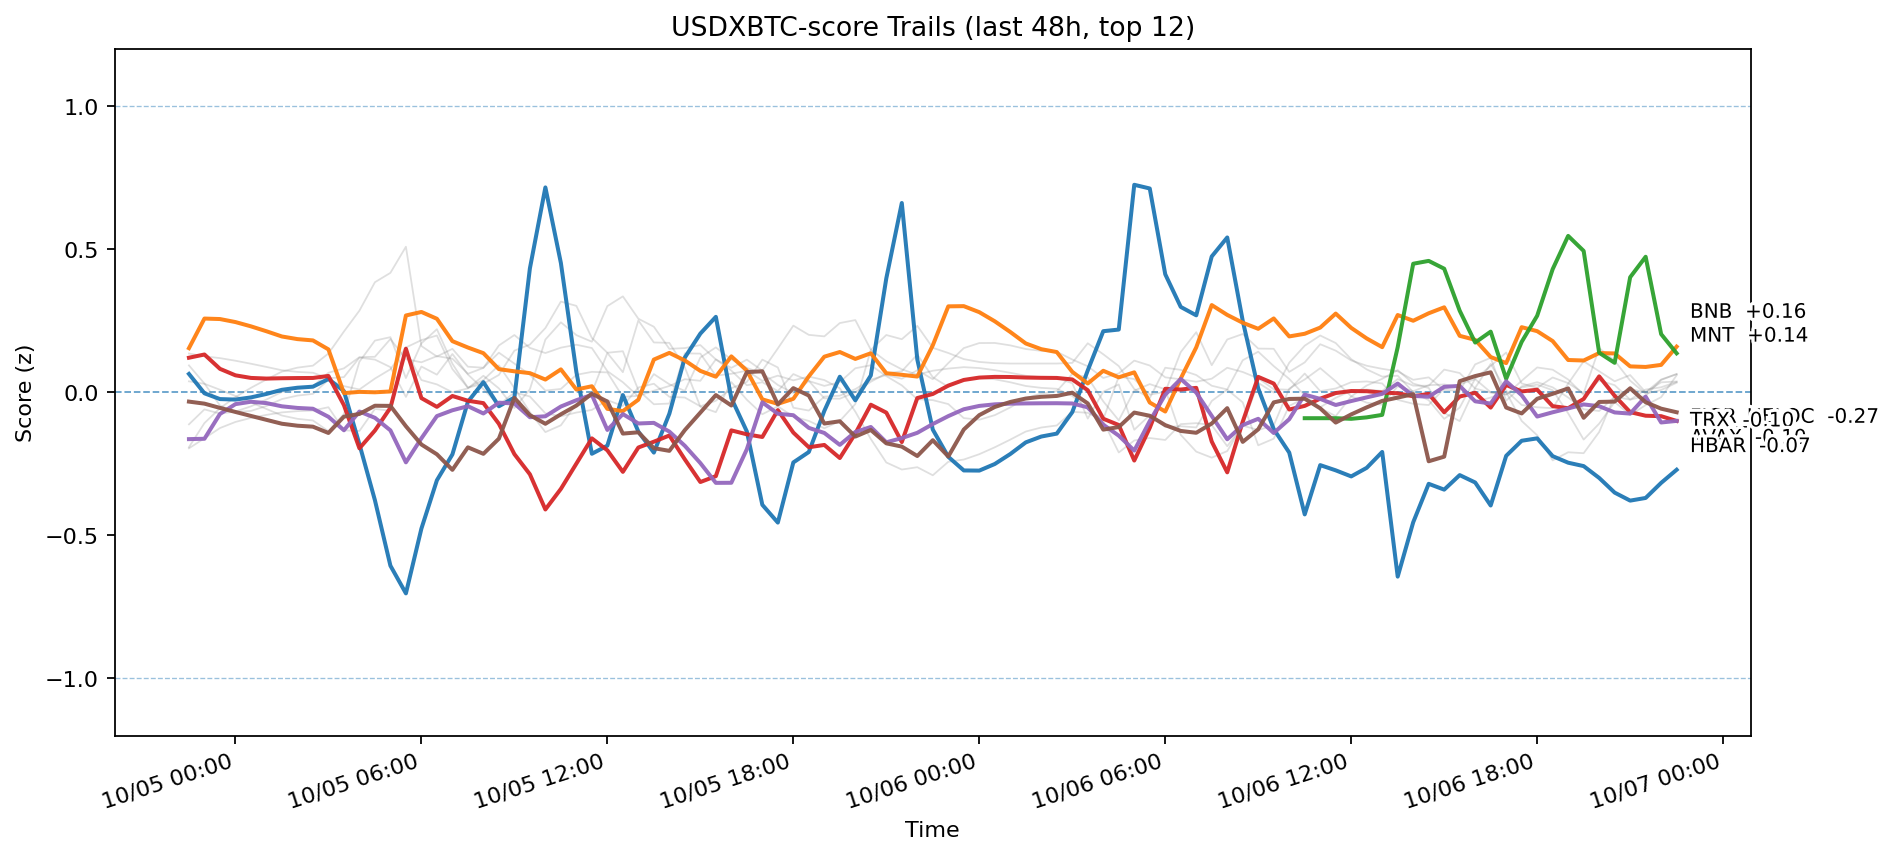 USDXBTC-score Trails (last 48h, top 12)
Score (z)
1.0
0.5
0.0
−0.5
−1.0
BNB +0.16
MNT +0.14
-0.27
TRX -0.10
HBAR -0.07
10/05 00:00
10/05 06:00
10/05 12:00
10/05 18:00
10/06 00:00
10/06 06:00
10/06 12:00
10/06 18:00
10/07 00:00
Time